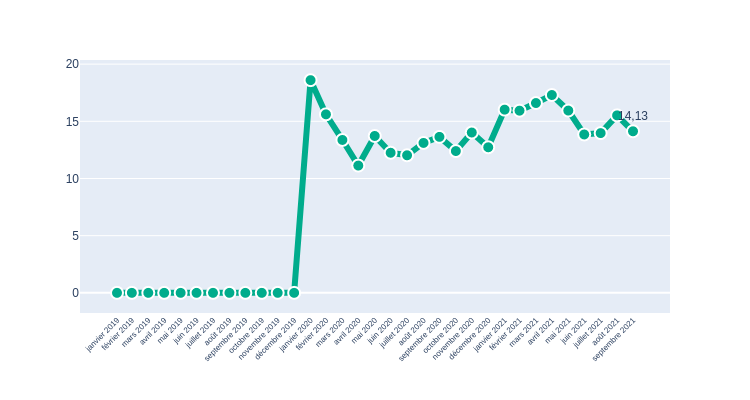 20
15
10
5
0
14,13
janvier 2019
février 2019
mars 2019
avril 2019
mai 2019
juin 2019
juillet 2019
août 2019
septembre 2019
octobre 2019
novembre 2019
décembre 2019
janvier 2020
février 2020
mars 2020
avril 2020
mai 2020
juin 2020
juillet 2020
août 2020
septembre 2020
octobre 2020
novembre 2020
décembre 2020
janvier 2021
février 2021
mars 2021
avril 2021
mai 2021
juin 2021
juillet 2021
août 2021
septembre 2021